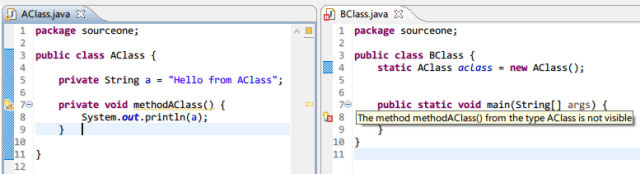 AClass.java
1 package sourceone;
2
3 public class AClass {
4
5 private String a = "Hello from AClass";
6
7 private void methodAClass() {
8 System.out.println(a);
9 }
10
11 }
12
BClass.java
1 package sourceone;
2
3 public class BClass {
4 static AClass aclass = new AClass();
5
6
7 public static void main(String[] args) {
8 The method methodAClass() from the type AClass is not visible
9 }
10 }
11